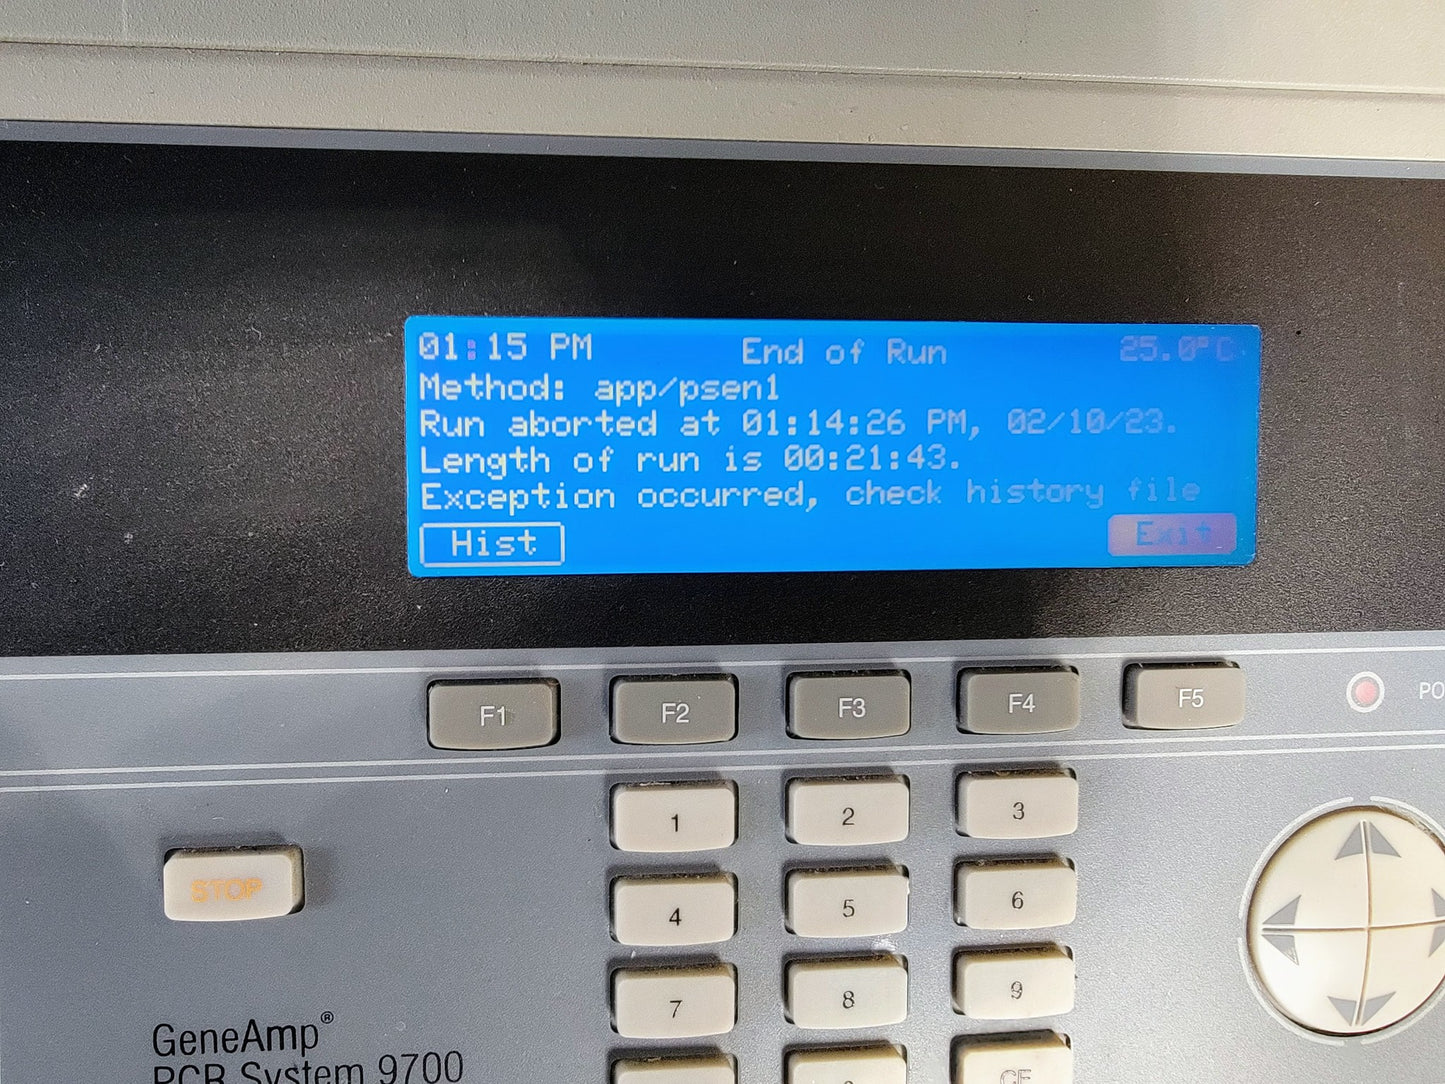 01:15 PM End of Run 25.0°C
Method: app/psen1
Run aborted at 01:14:26 PM, 02/10/23.
Length of run is 00:21:43.
Exception occurred, check history file
Hist Exit
F1 F2 F3 F4 F5 PO
1 2 3
STOP
4 5 6
7 8 9
CE
GeneAmp®
PCR System 9700